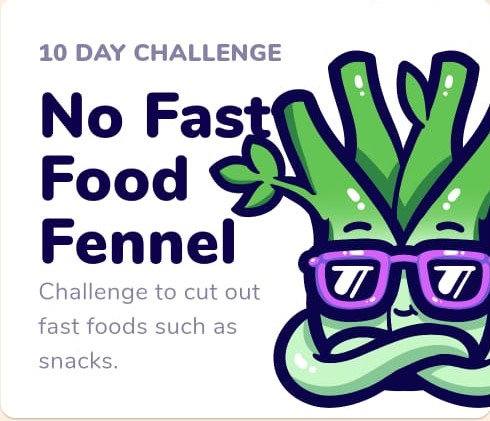 10 DAY CHALLENGE
No Fast
Food
Fennel
Challenge to cut out
fast foods such as
snacks.